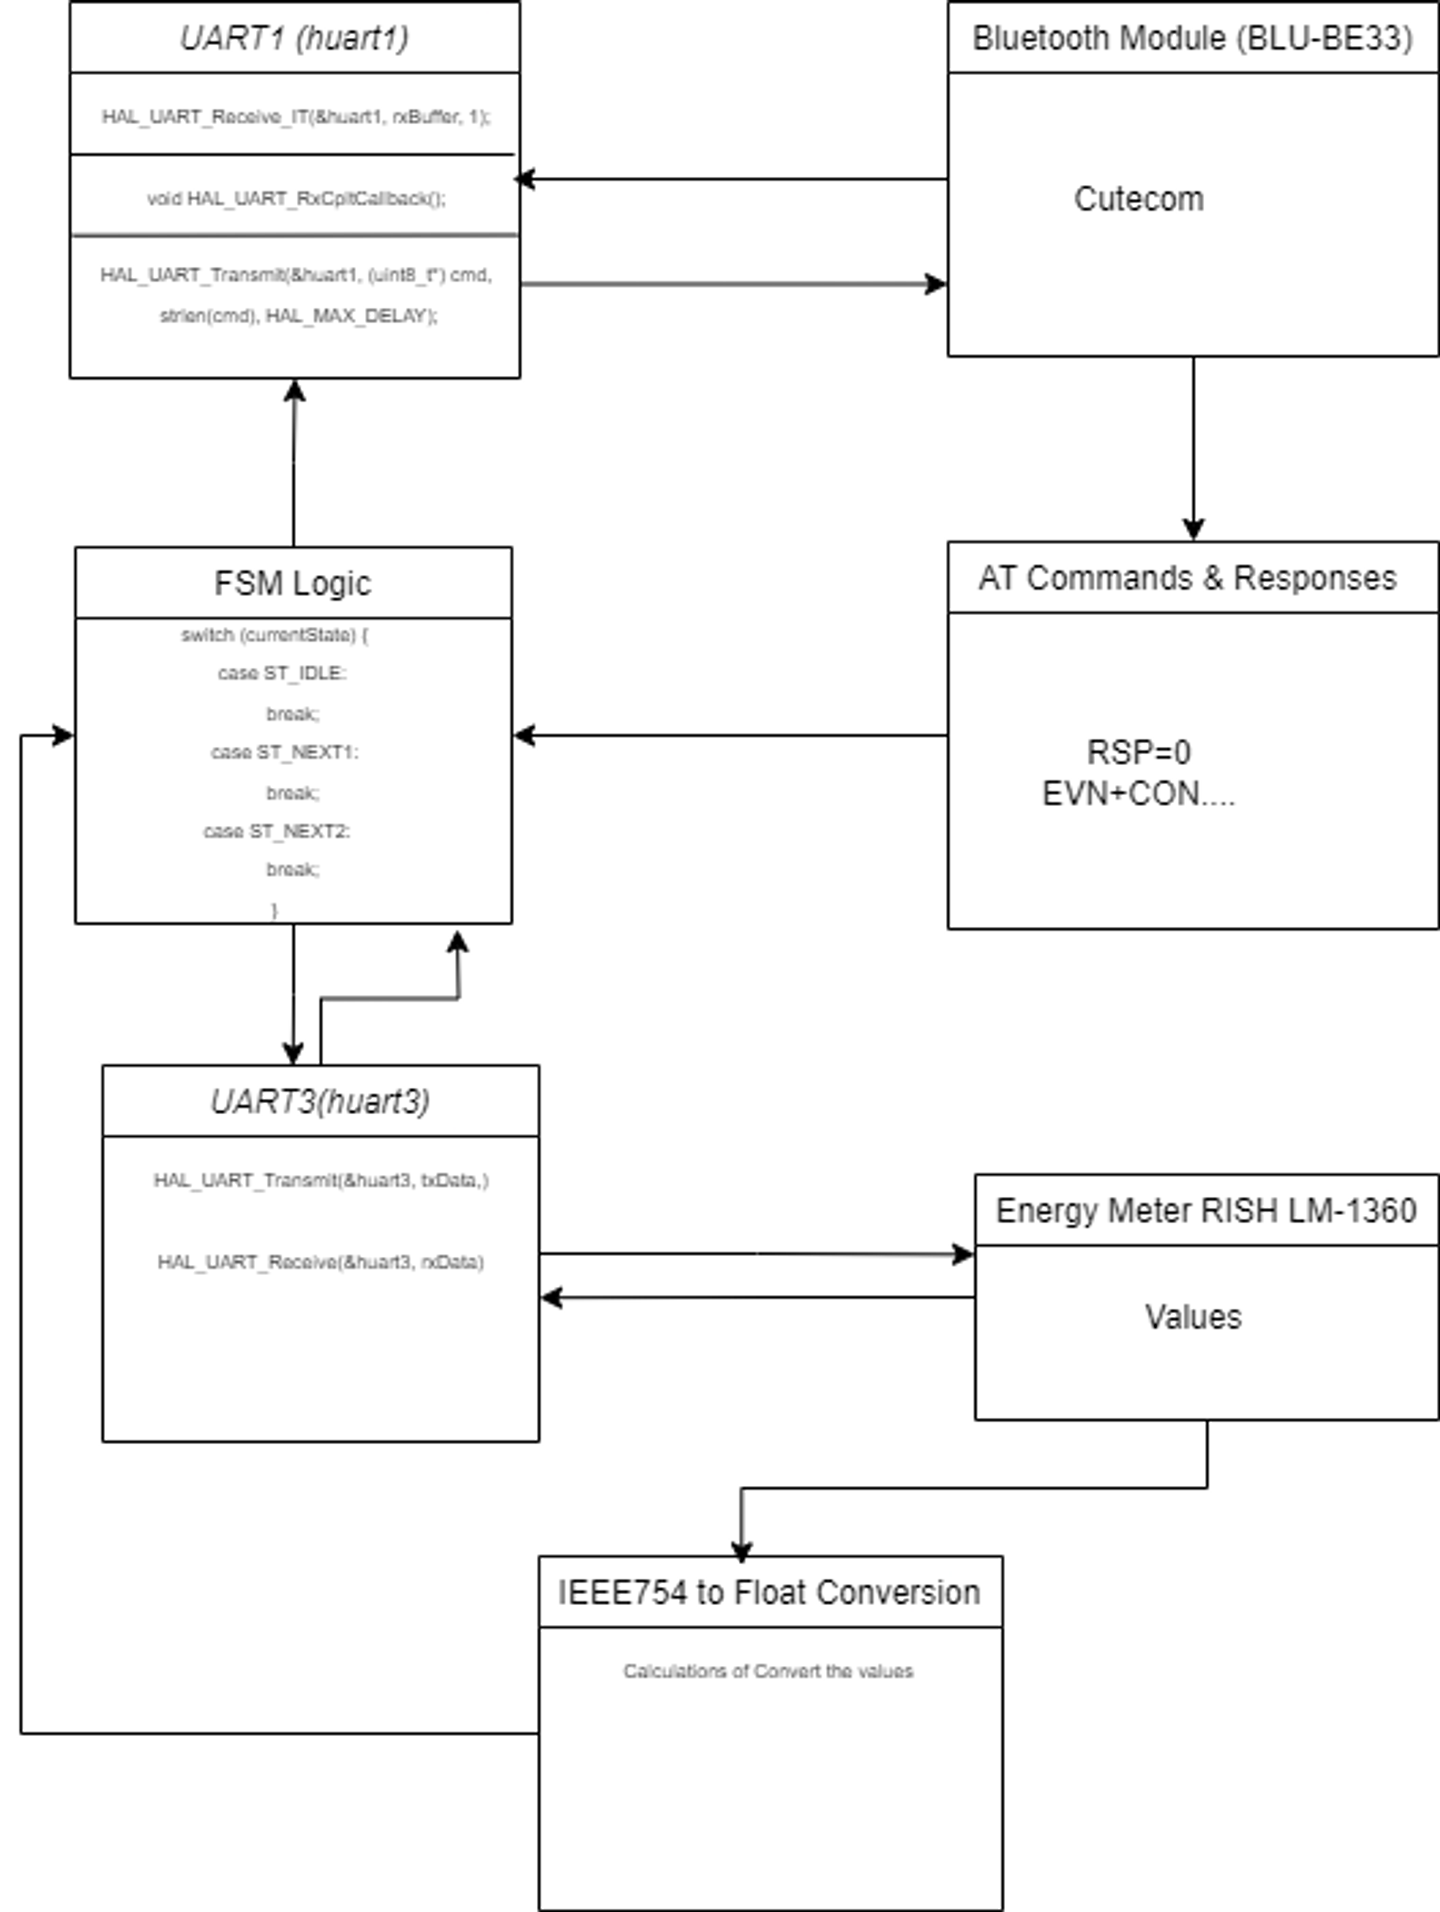 UART1 (huart1)
HAL_UART_Receive_IT(&huart1, rxBuffer, 1);
void HAL_UART_RxCpltCallback();
HAL_UART_Transmit(&huart1, (uint8_t*) cmd,
strlen(cmd), HAL_MAX_DELAY);
Bluetooth Module (BLU-BE33)
Cutecom
FSM Logic
switch (currentState) {
case ST_IDLE:
break;
case ST_NEXT1:
break;
case ST_NEXT2:
break;
}
AT Commands & Responses
RSP=0
EVN+CON....
UART3(huart3)
HAL_UART_Transmit(&huart3, txData,)
HAL_UART_Receive(&huart3, rxData)
Energy Meter RISH LM-1360
Values
IEEE754 to Float Conversion
Calculations of Convert the values